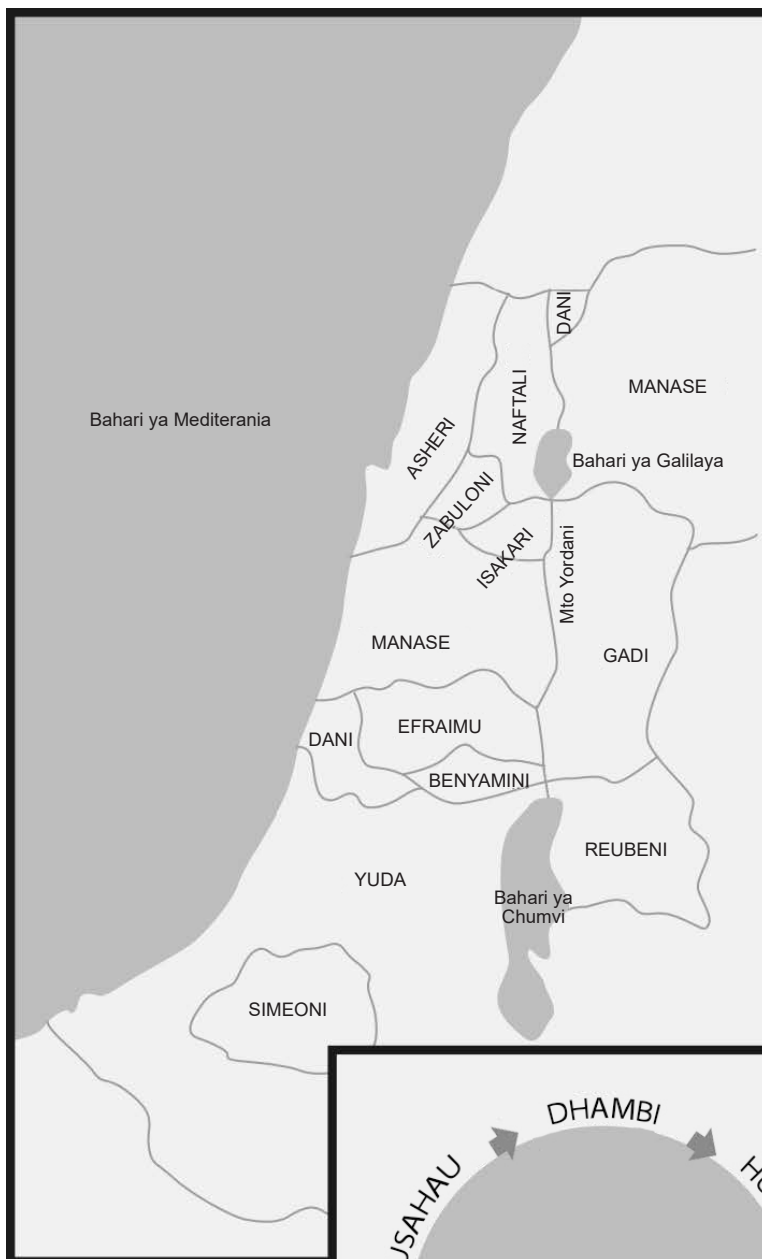 DANI
MANASE
NAFTALI
Bahari ya Mediterania
ASHERI
Bahari ya Galilaya
ZABULONI
ISAKARI
Mto Yordani
MANASE
GADI
DANI
EFRAIMU
BENYAMINI
REUBENI
YUDA
Bahari ya
Chumvi
SIMEONI
DHAMBI